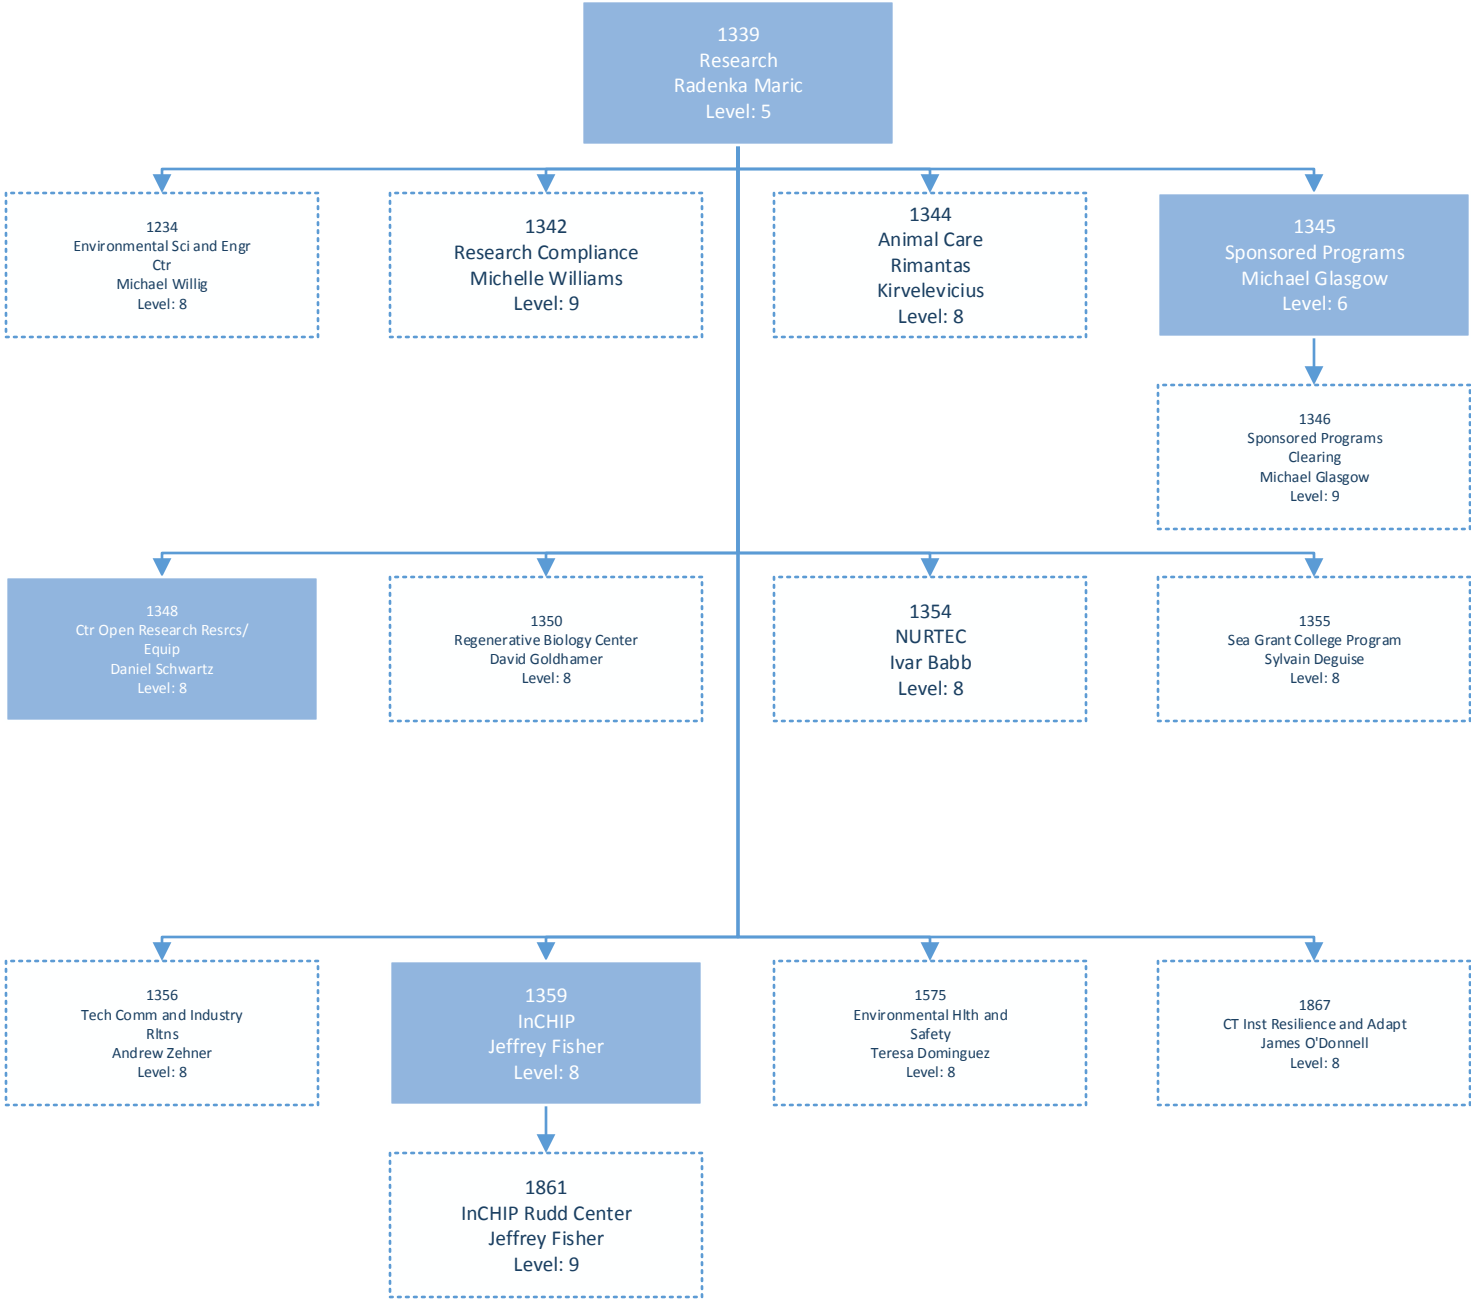 1339
Research
Radenka Maric
Level: 5
1234
Environmental Sci and Engr
Ctr
Michael Willig
Level: 8
1342
Research Compliance
Michelle Williams
Level: 9
1344
Animal Care
Rimantas
Kirvelevicius
Level: 8
1345
Sponsored Programs
Michael Glasgow
Level: 6
1346
Sponsored Programs
Clearing
Michael Glasgow
Level: 9
1348
Ctr Open Research Resrcs/
Equip
Daniel Schwartz
Level: 8
1350
Regenerative Biology Center
David Goldhamer
Level: 8
1354
NURTEC
Ivar Babb
Level: 8
1355
Sea Grant College Program
Sylvain Deguise
Level: 8
1356
Tech Comm and Industry
Rltns
Andrew Zehner
Level: 8
1359
InCHIP
Jeffrey Fisher
Level: 8
1575
Environmental Hlth and
Safety
Teresa Dominguez
Level: 8
1867
CT Inst Resilience and Adapt
James O'Donnell
Level: 8
1861
InCHIP Rudd Center
Jeffrey Fisher
Level: 9